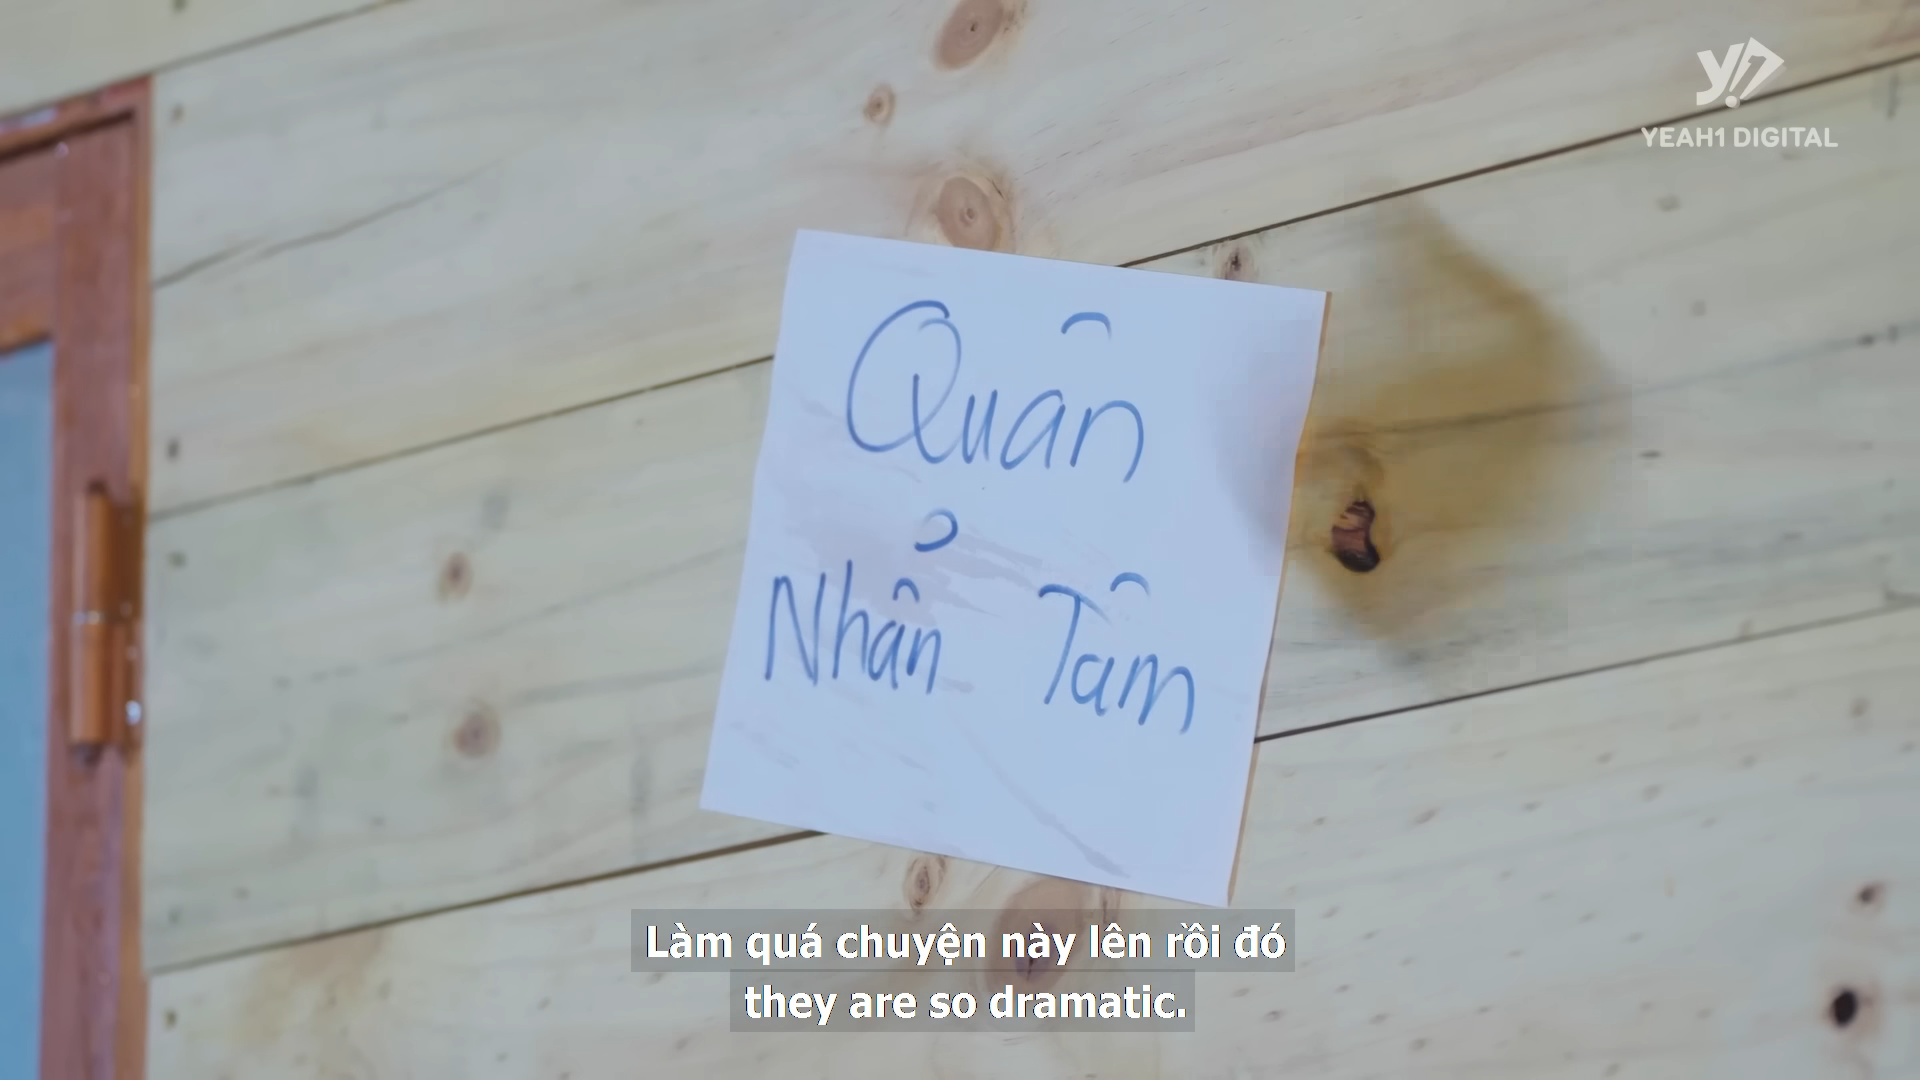 YEAH1 DIGITAL
Quân
Nhẩn Tâm
Làm quá chuyện này lên rồi đó
they are so dramatic.